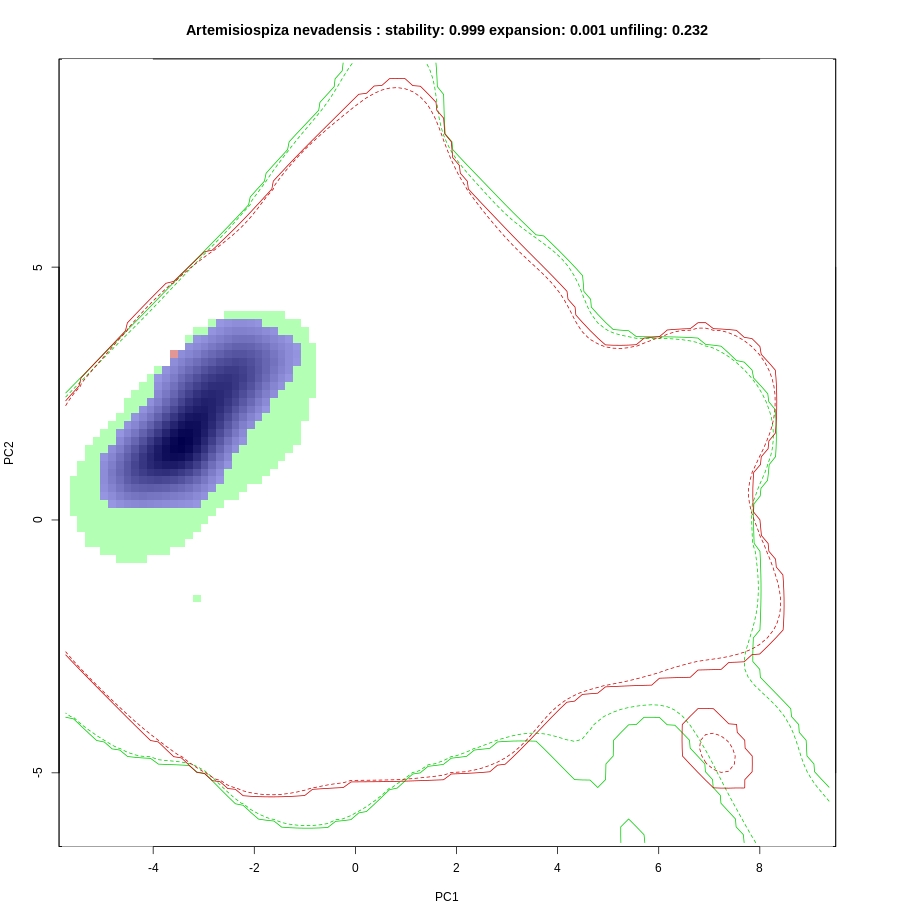 Artemisiospiza nevadensis : stability: 0.999 expansion: 0.001 unfiling: 0.232
5
0
-5
PC2
-4 -2 0 2 4 6 8
PC1